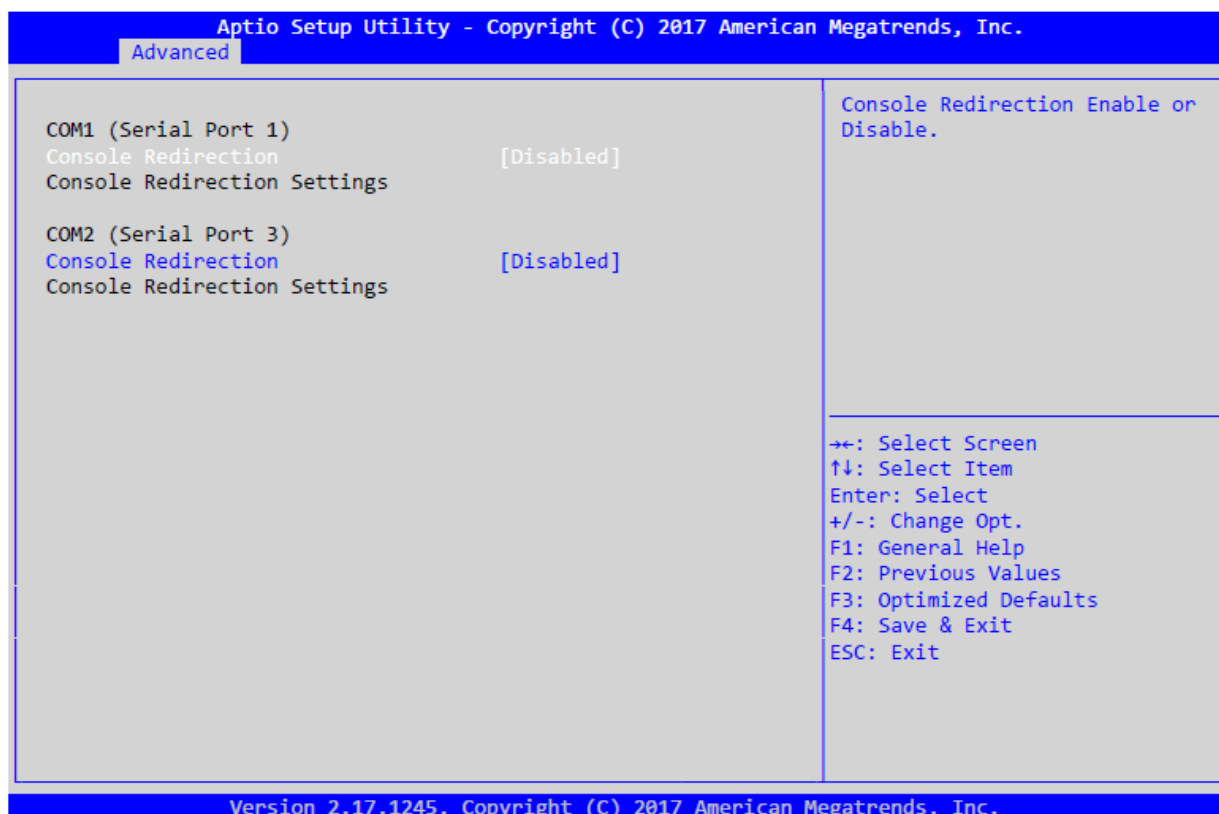 Aptio Setup Utility - Copyright (C) 2017 American Megatrends, Inc.
Advanced
COM1 (Serial Port 1)
Console Redirection [Disabled]
Console Redirection Settings
COM2 (Serial Port 3)
Console Redirection [Disabled]
Console Redirection Settings
Console Redirection Enable or
Disable.
→←: Select Screen
↑↓: Select Item
Enter: Select
+/-: Change Opt.
F1: General Help
F2: Previous Values
F3: Optimized Defaults
F4: Save & Exit
ESC: Exit
Version 2.17.1245. Copyright (C) 2017 American Megatrends, Inc.